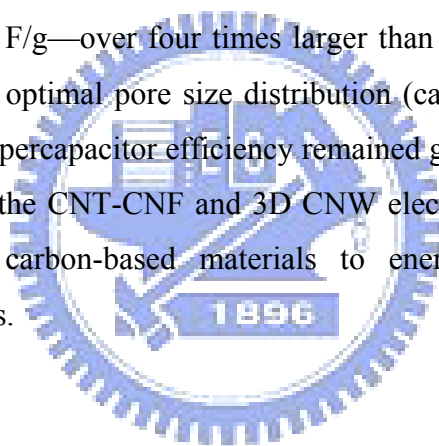 F/g—over four times larger than
optimal pore size distribution (ca
percapacitor efficiency remained g
the CNT-CNF and 3D CNW elec
carbon-based materials to ener
s.
1896